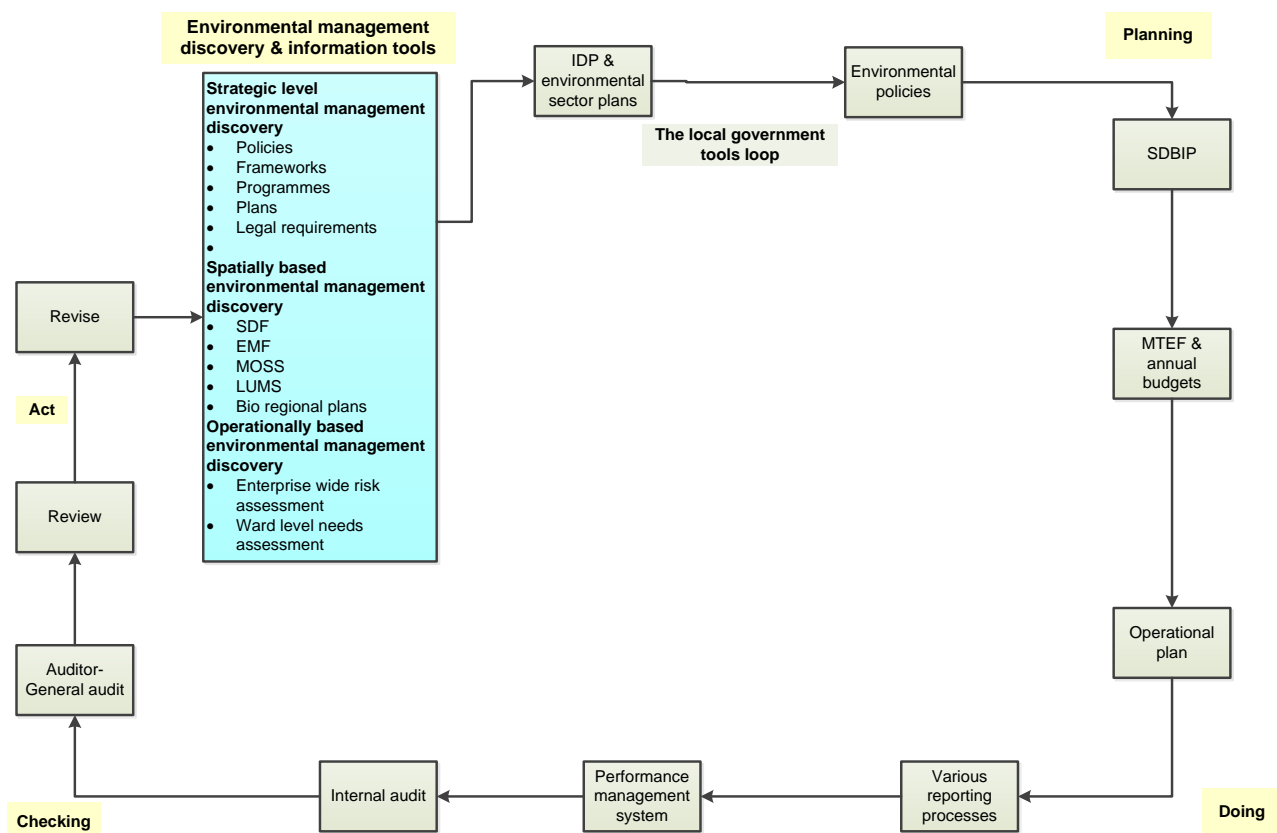 Environmental management
discovery & information tools
Strategic level
environmental management
discovery
• Policies
• Frameworks
• Programmes
• Plans
• Legal requirements
•
Spatially based
environmental management
discovery
• SDF
• EMF
• MOSS
• LUMS
• Bio regional plans
Operationally based
environmental management
discovery
• Enterprise wide risk
assessment
• Ward level needs
assessment
IDP &
environmental
sector plans
The local government
tools loop
Environmental
policies
Planning
SDBIP
MTEF &
annual
budgets
Operational
plan
Doing
Various
reporting
processes
Performance
management
system
Internal audit
Checking
Auditor-
General audit
Review
Act
Revise